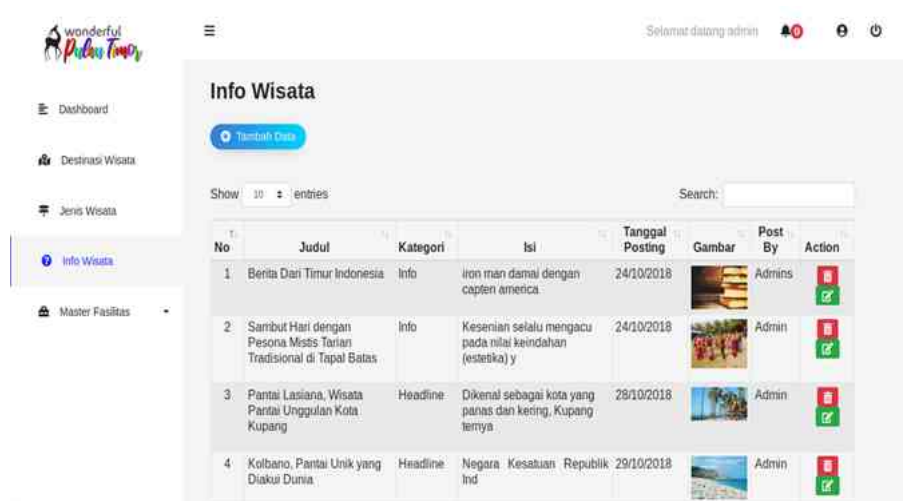 wonderful
Pulau Timor
Selamat datang admin
0
Dashboard
Destinasi Wisata
Jenis Wisata
Info Wisata
Master Fasilitas
Info Wisata
Tambah Data
Show 10 entries
Search:
No Judul Kategori Isi Tanggal Posting Gambar Post By Action
1 Berita Dari Timur Indonesia Info iron man damai dengan 24/10/2018 Admins
capten america
2 Sambut Hari dengan Info Kesenian selalu mengacu 24/10/2018 Admin
Pesona Mistis Tarian pada nilai keindahan
Tradisional di Tapal Batas (estetika) y
3 Pantai Lasiana, Wisata Headline Dikenal sebagai kota yang 28/10/2018 Admin
Pantai Unggulan Kota panas dan kering, Kupang
Kupang ternya
4 Kolbano, Pantai Unik yang Headline Negara Kesatuan Republik 29/10/2018 Admin
Diakui Dunia Ind